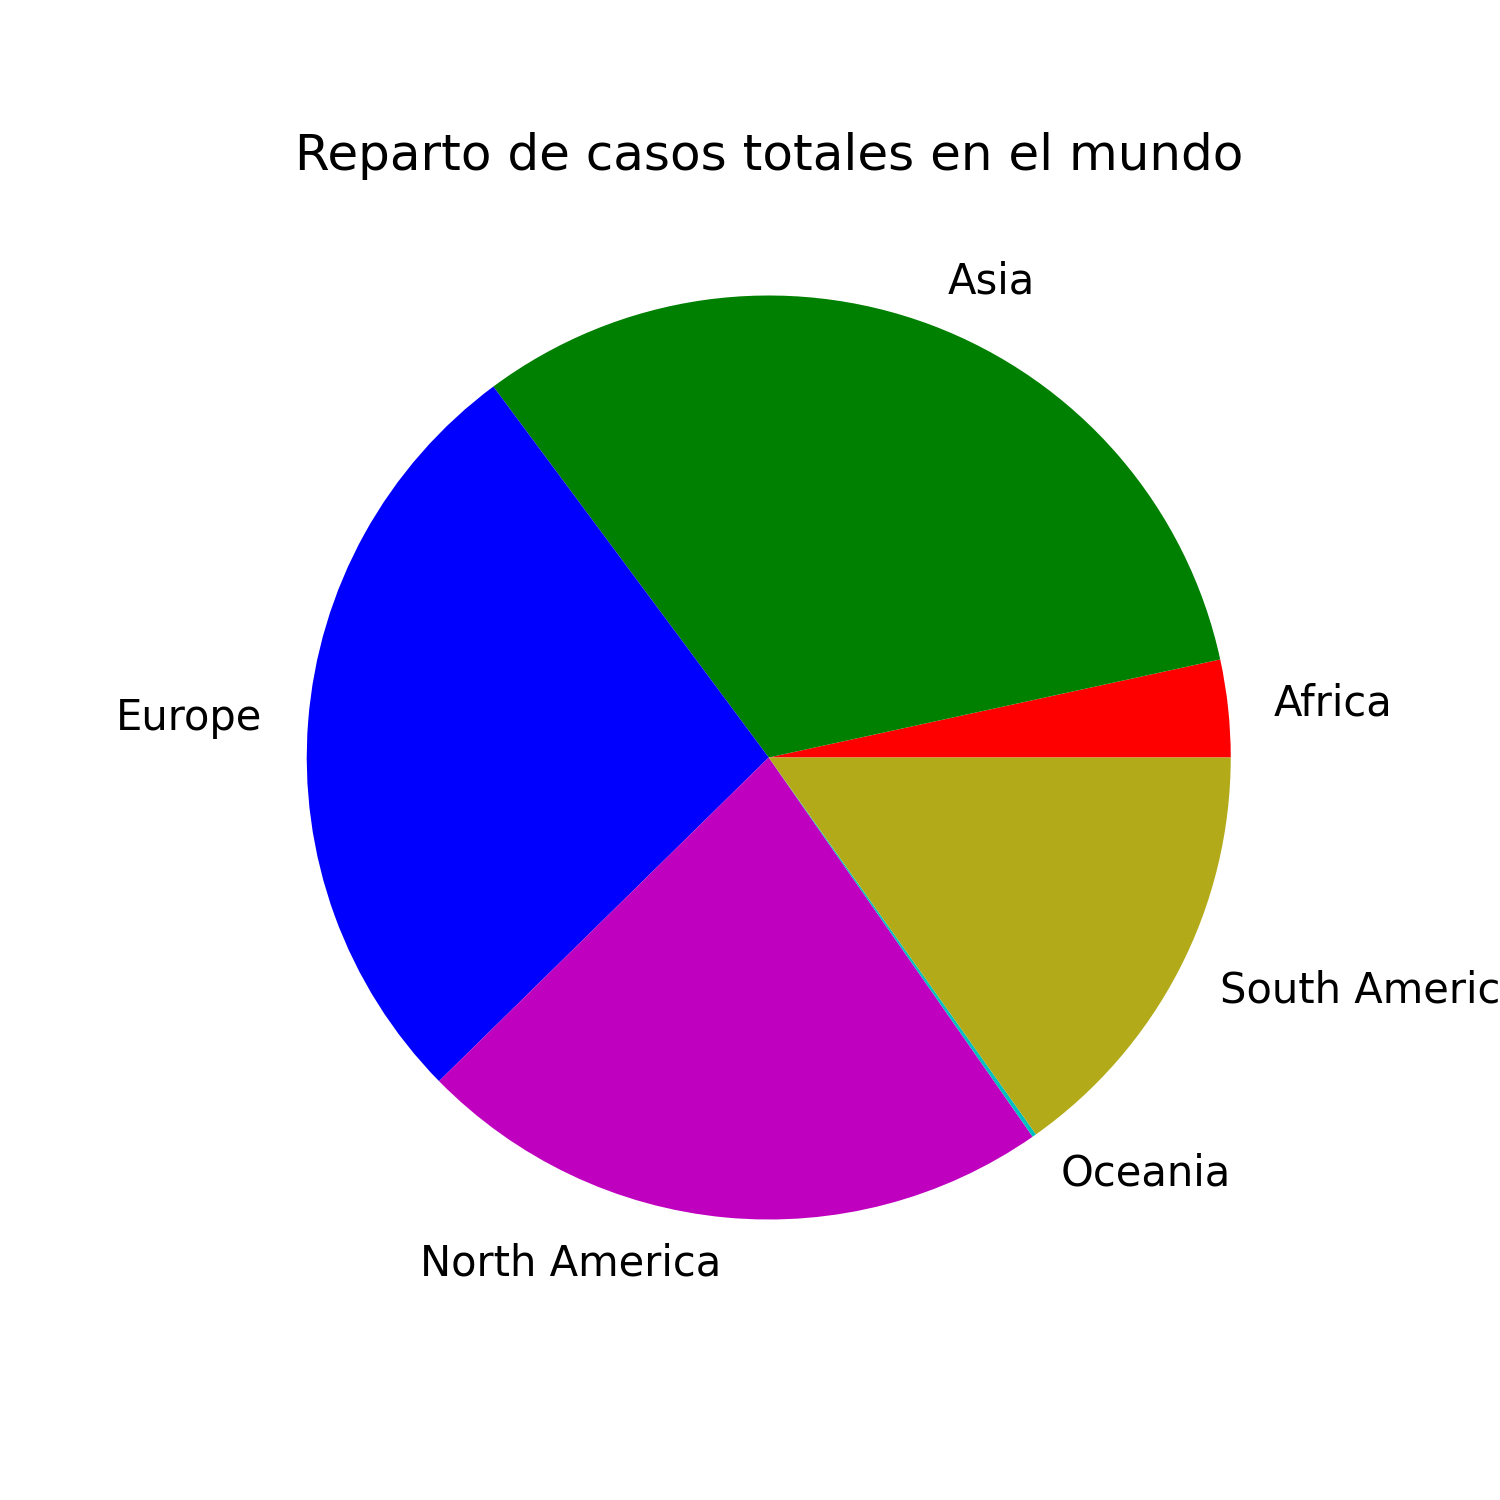 Reparto de casos totales en el mundo
Asia
Africa
Europe
South Americ
Oceania
North America